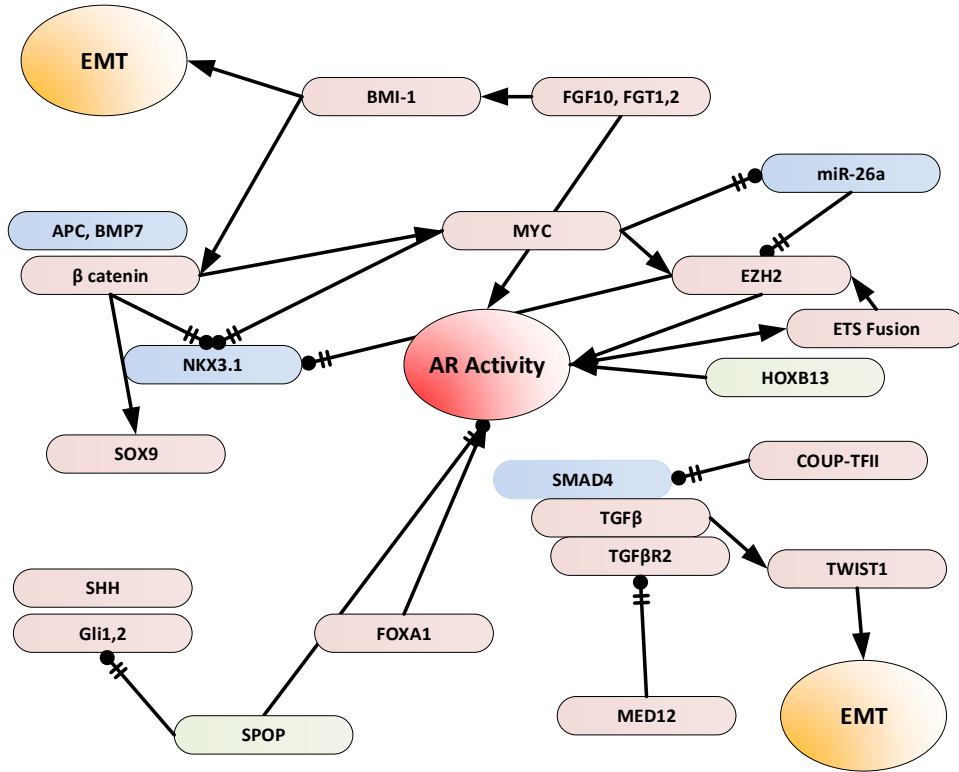 EMT
BMI-1
FGF10, FGT1,2
miR-26a
APC, BMP7
MYC
β catenin
EZH2
ETS Fusion
NKX3.1
AR Activity
HOXB13
SOX9
COUP-TFII
SMAD4
TGFβ
TGFβR2
TWIST1
SHH
Gli1,2
FOXA1
MED12
EMT
SPOP